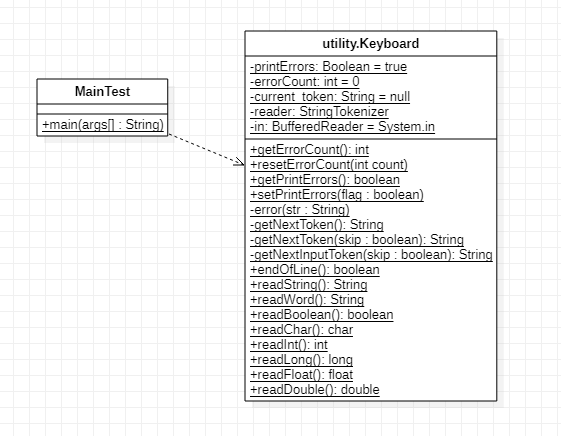 MainTest
+main(args[] : String)
utility.Keyboard
-printErrors: Boolean = true
-errorCount: int = 0
-current_token: String = null
-reader: StringTokenizer
-in: BufferedReader = System.in
+getErrorCount(): int
+resetErrorCount(int count)
+getPrintErrors(): boolean
+setPrintErrors(flag : boolean)
-error(str : String)
-getNextToken(): String
-getNextToken(skip : boolean): String
-getNextInputToken(skip : boolean): String
+endOfLine(): boolean
+readString(): String
+readWord(): String
+readBoolean(): boolean
+readChar(): char
+readInt(): int
+readLong(): long
+readFloat(): float
+readDouble(): double